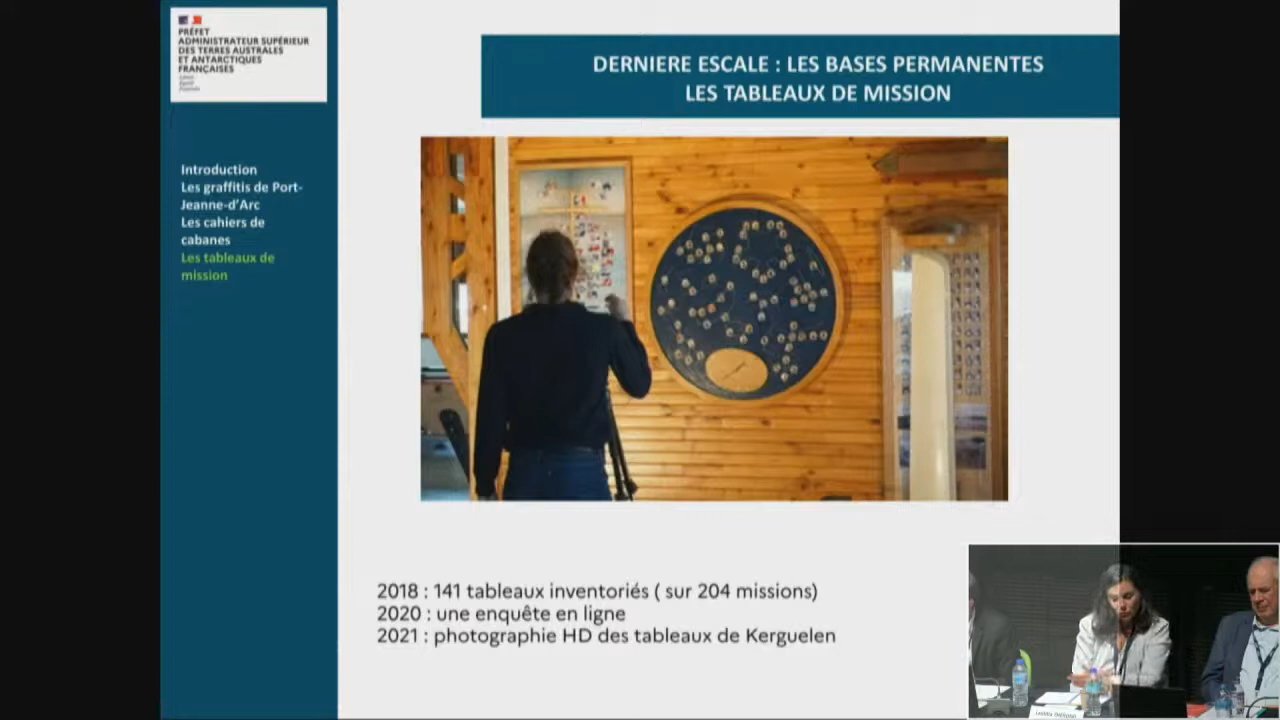 PRÉFET
ADMINISTRATEUR SUPÉRIEUR
DES TERRES AUSTRALES
ET ANTARCTIQUES
FRANÇAISES
DERNIERE ESCALE : LES BASES PERMANENTES
LES TABLEAUX DE MISSION
Introduction
Les graffitis de Port-
Jeanne-d'Arc
Les cahiers de
cabanes
Les tableaux de
mission
2018 : 141 tableaux inventoriés ( sur 204 missions)
2020 : une enquête en ligne
2021 : photographie HD des tableaux de Kerguelen